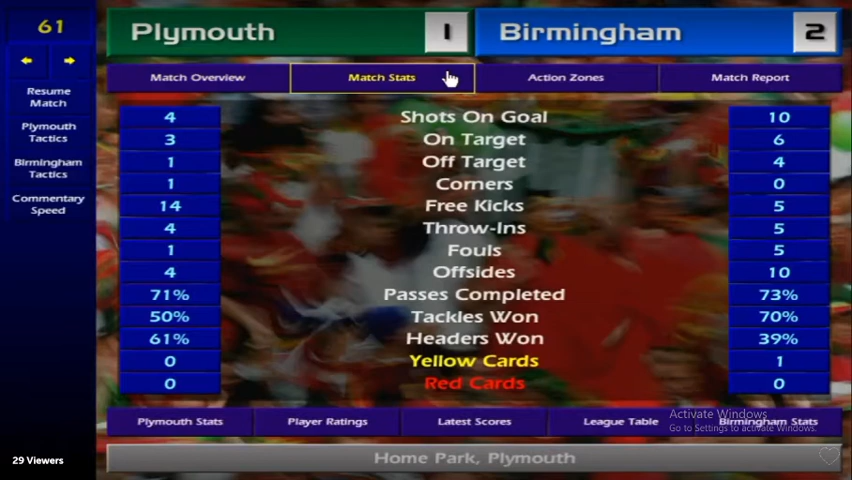 61
Plymouth 1 Birmingham 2
Match Overview Match Stats Action Zones Match Report
Resume
Match
Plymouth
Tactics
Birmingham
Tactics
Commentary
Speed
4 Shots On Goal 10
3 On Target 6
1 Off Target 4
1 Corners 0
14 Free Kicks 5
4 Throw-Ins 5
1 Fouls 5
4 Offsides 10
71% Passes Completed 73%
50% Tackles Won 70%
61% Headers Won 39%
0 Yellow Cards 1
0 Red Cards 0
Plymouth Stats Player Ratings Latest Scores League Table Birmingham Stats
Activate Windows
Go to Settings to activate Windows.
29 Viewers
Home Park, Plymouth